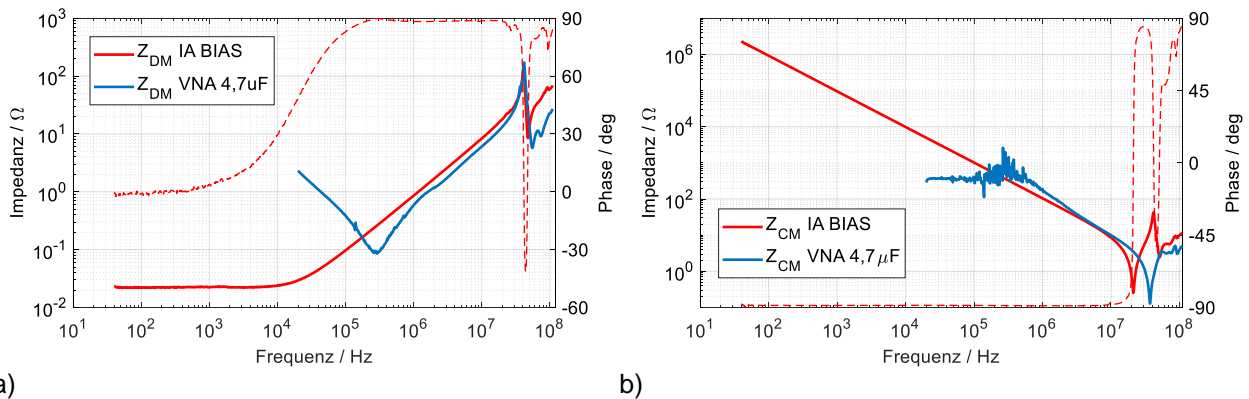 10^3
10^2
10^1
10^0
10^-1
10^-2
Impedanz / Ω
90
60
30
0
-30
-60
Phase / deg
Z_DM IA BIAS
Z_DM VNA 4,7uF
10^1 10^2 10^3 10^4 10^5 10^6 10^7 10^8
Frequenz / Hz
a)
10^6
10^4
10^2
10^0
Impedanz / Ω
90
45
0
-45
-90
Phase / deg
Z_CM IA BIAS
Z_CM VNA 4,7μF
10^1 10^2 10^3 10^4 10^5 10^6 10^7 10^8
Frequenz / Hz
b)